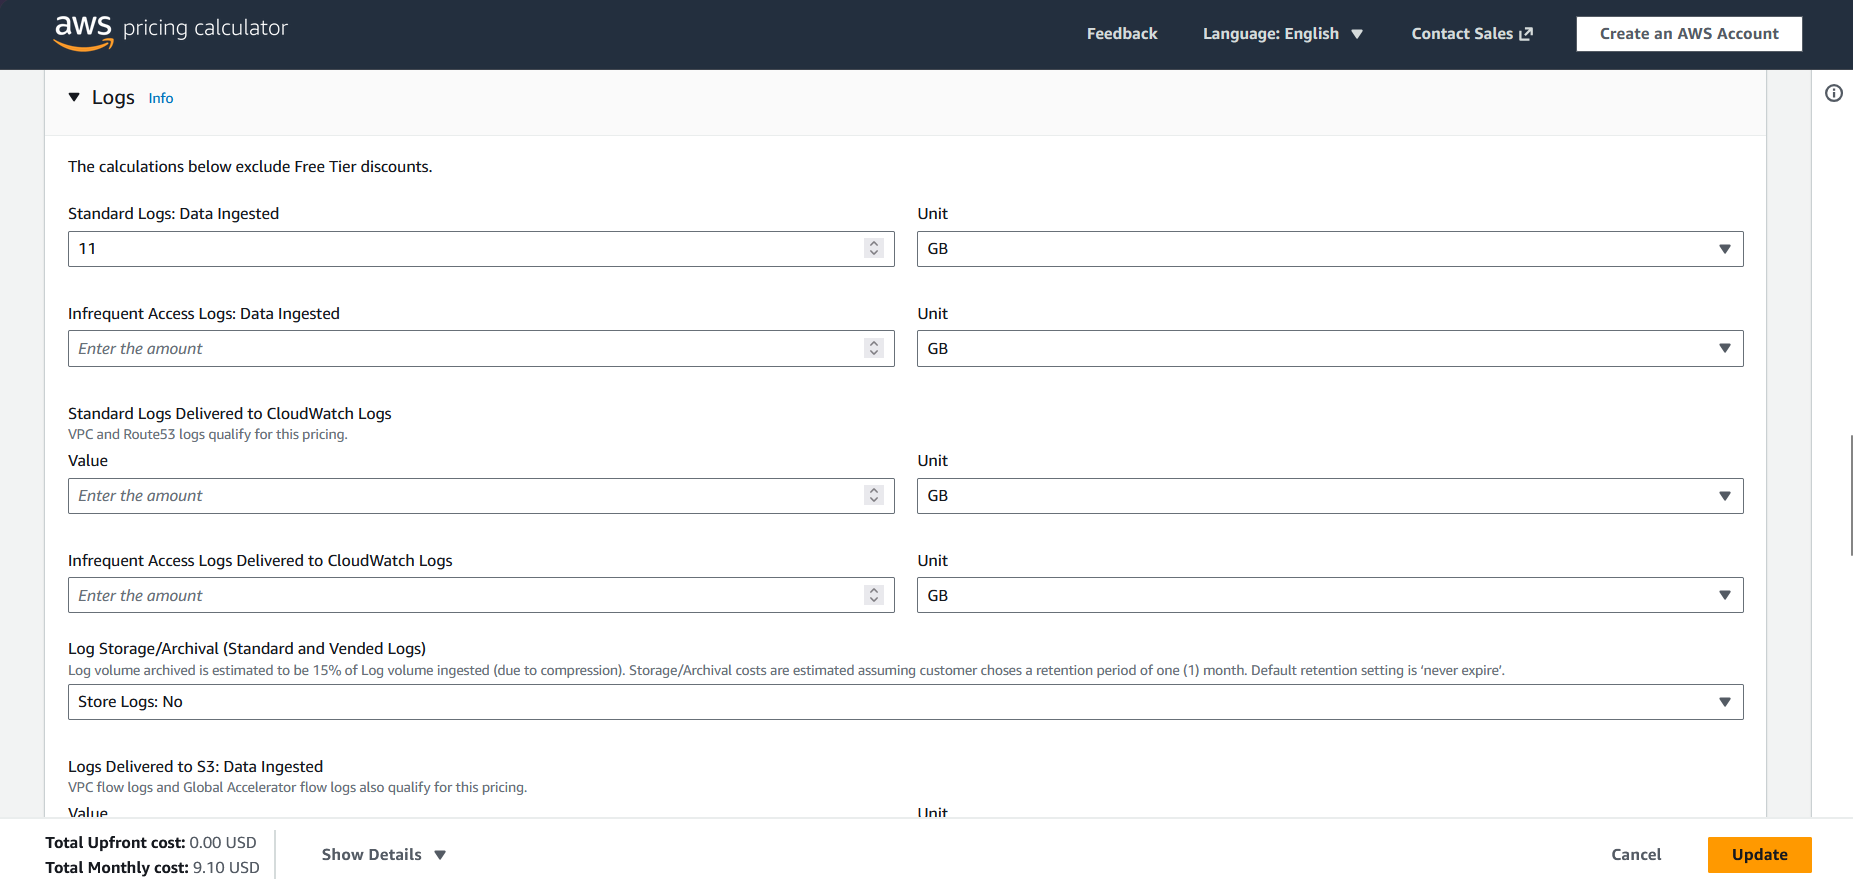 aws pricing calculator
Feedback Language: English Contact Sales Create an AWS Account
Logs Info
The calculations below exclude Free Tier discounts.
Standard Logs: Data Ingested Unit
11 GB
Infrequent Access Logs: Data Ingested Unit
Enter the amount GB
Standard Logs Delivered to CloudWatch Logs
VPC and Route53 logs qualify for this pricing.
Value Unit
Enter the amount GB
Infrequent Access Logs Delivered to CloudWatch Logs Unit
Enter the amount GB
Log Storage/Archival (Standard and Vended Logs)
Log volume archived is estimated to be 15% of Log volume ingested (due to compression). Storage/Archival costs are estimated assuming customer choses a retention period of one (1) month. Default retention setting is ‘never expire’.
Store Logs: No
Logs Delivered to S3: Data Ingested
VPC flow logs and Global Accelerator flow logs also qualify for this pricing.
Value Unit
Total Upfront cost: 0.00 USD
Total Monthly cost: 9.10 USD
Show Details Cancel Update